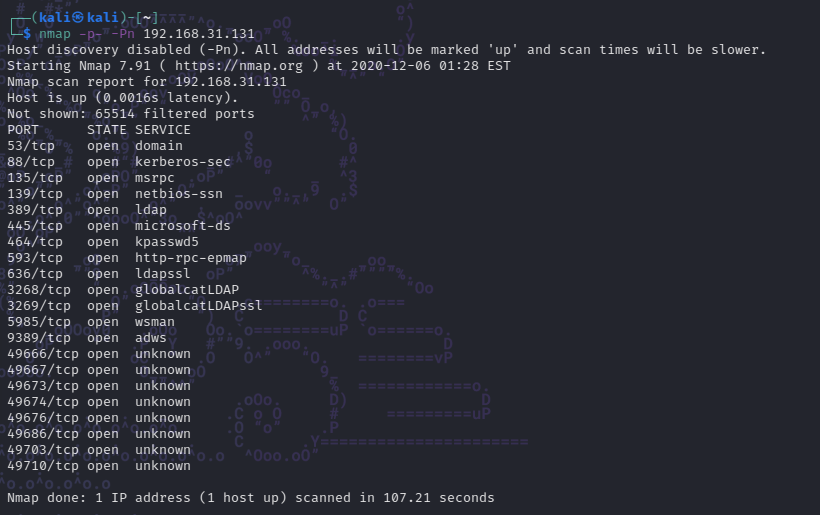 ┌──(kali㉿kali)-[~]
└─$ nmap -p- -Pn 192.168.31.131
Host discovery disabled (-Pn). All addresses will be marked 'up' and scan times will be slower.
Starting Nmap 7.91 ( https://nmap.org ) at 2020-12-06 01:28 EST
Nmap scan report for 192.168.31.131
Host is up (0.0016s latency).
Not shown: 65514 filtered ports
PORT      STATE SERVICE
53/tcp    open  domain
88/tcp    open  kerberos-sec
135/tcp   open  msrpc
139/tcp   open  netbios-ssn
389/tcp   open  ldap
445/tcp   open  microsoft-ds
464/tcp   open  kpasswd5
593/tcp   open  http-rpc-epmap
636/tcp   open  ldapssl
3268/tcp  open  globalcatLDAP
3269/tcp  open  globalcatLDAPssl
5985/tcp  open  wsman
9389/tcp  open  adws
49666/tcp open  unknown
49667/tcp open  unknown
49673/tcp open  unknown
49674/tcp open  unknown
49676/tcp open  unknown
49686/tcp open  unknown
49703/tcp open  unknown
49710/tcp open  unknown
Nmap done: 1 IP address (1 host up) scanned in 107.21 seconds